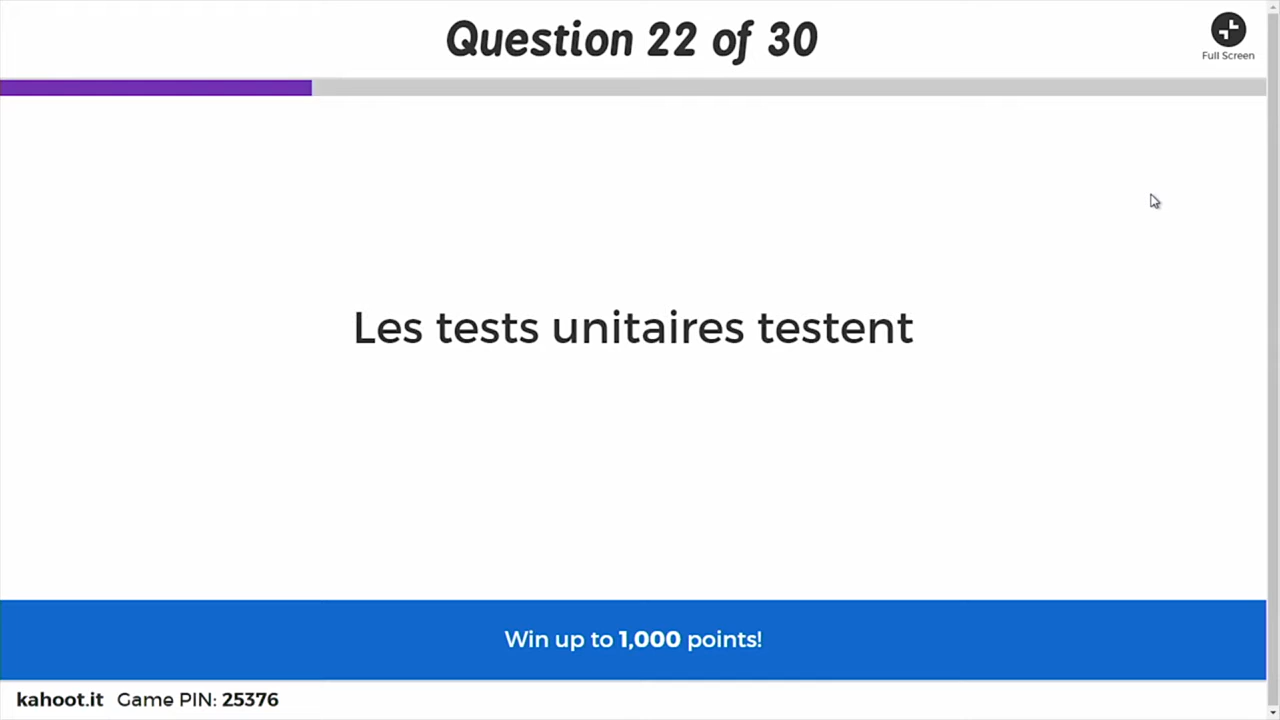 Question 22 of 30
Full Screen
Les tests unitaires testent
Win up to 1,000 points!
kahoot.it Game PIN: 25376